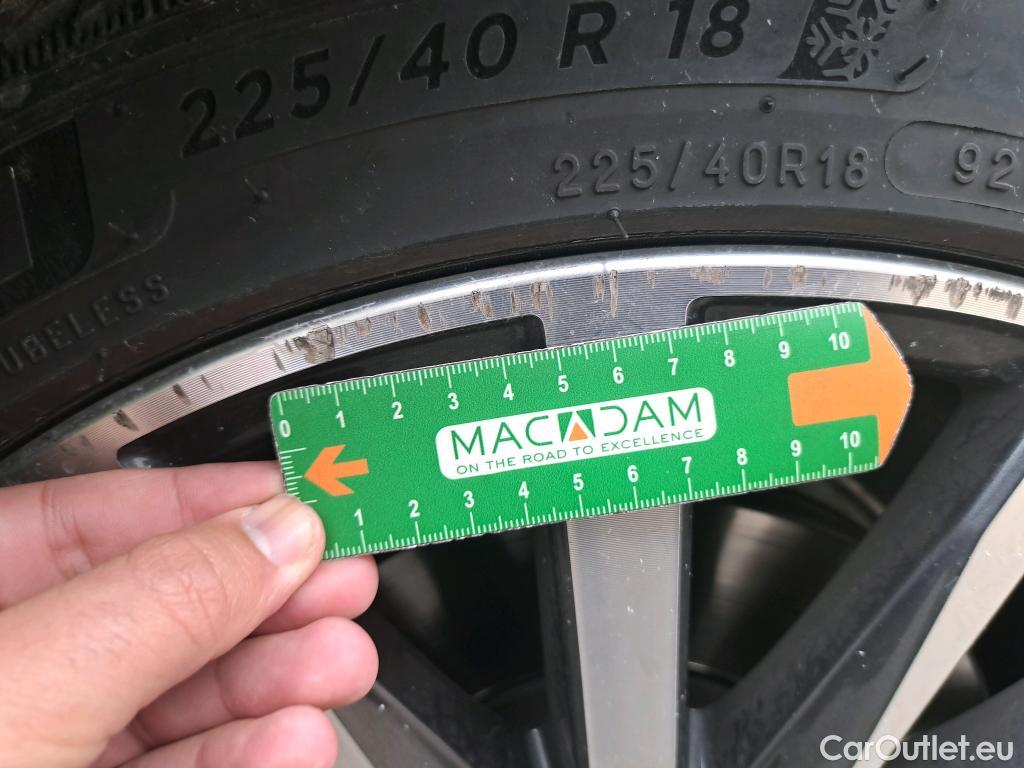 225/40 R 18
225/40R18 92
UBELESS
0 1 2 3 4 5 6 7 8 9 10
MACADAM
ON THE ROAD TO EXCELLENCE
1 2 3 4 5 6 7 8 9 10
CarOutlet.eu